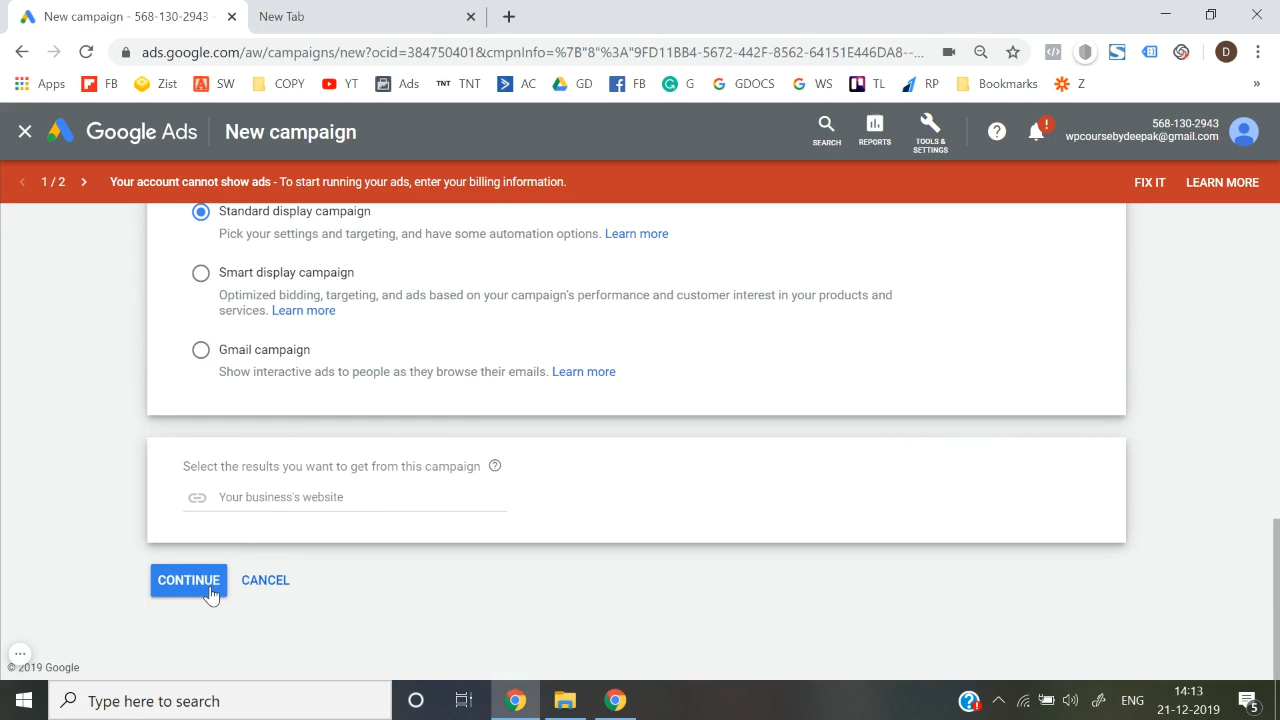 New campaign - 568-130-2943
New Tab
ads.google.com/aw/campaigns/new?ocid=384750401&cmpnInfo=%7B"8"%3A"9FD11BB4-5672-442F-8562-64151E446DA8--...
Apps
FB
Zist
SW
COPY
YT
Ads
TNT TNT
AC
GD
FB
G
GDOCS
WS
TL
RP
Bookmarks
Z
»
Google Ads
New campaign
SEARCH
REPORTS
TOOLS &
SETTINGS
568-130-2943
wpcoursebydeepak@gmail.com
1 / 2
Your account cannot show ads - To start running your ads, enter your billing information.
FIX IT
LEARN MORE
Standard display campaign
Pick your settings and targeting, and have some automation options. Learn more
Smart display campaign
Optimized bidding, targeting, and ads based on your campaign's performance and customer interest in your products and
services. Learn more
Gmail campaign
Show interactive ads to people as they browse their emails. Learn more
Select the results you want to get from this campaign
Your business's website
CONTINUE
CANCEL
© 2019 Google
Type here to search
ENG
14:13
21-12-2019
5